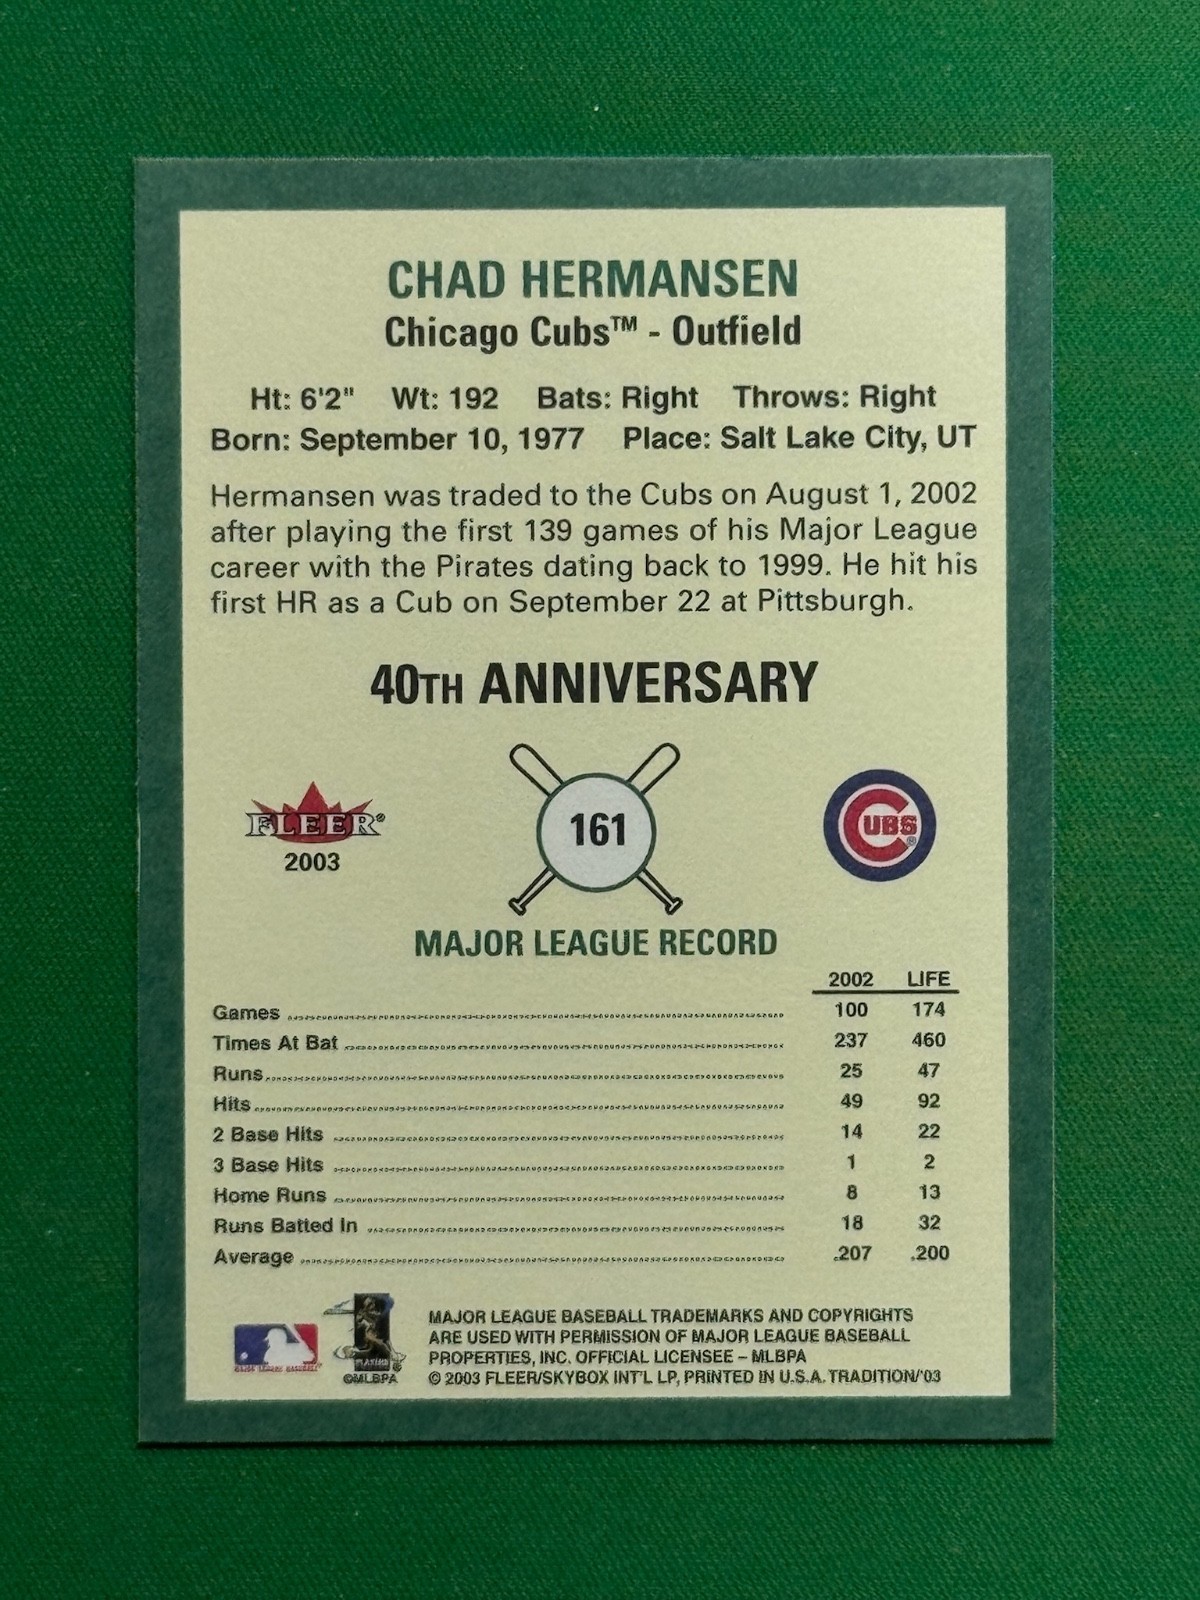 CHAD HERMANSEN
Chicago Cubs™ - Outfield
Ht: 6'2" Wt: 192 Bats: Right Throws: Right
Born: September 10, 1977 Place: Salt Lake City, UT
Hermansen was traded to the Cubs on August 1, 2002
after playing the first 139 games of his Major League
career with the Pirates dating back to 1999. He hit his
first HR as a Cub on September 22 at Pittsburgh.
40TH ANNIVERSARY
FLEER®
2003
161
CUBS®
MAJOR LEAGUE RECORD
2002 LIFE
Games 100 174
Times At Bat 237 460
Runs 25 47
Hits 49 92
2 Base Hits 14 22
3 Base Hits 1 2
Home Runs 8 13
Runs Batted In 18 32
Average .207 .200
MAJOR LEAGUE BASEBALL®
PLAYERS
©MLBPA
MAJOR LEAGUE BASEBALL TRADEMARKS AND COPYRIGHTS
ARE USED WITH PERMISSION OF MAJOR LEAGUE BASEBALL
PROPERTIES, INC. OFFICIAL LICENSEE – MLBPA
© 2003 FLEER/SKYBOX INT'L LP, PRINTED IN U.S.A. TRADITION/'03